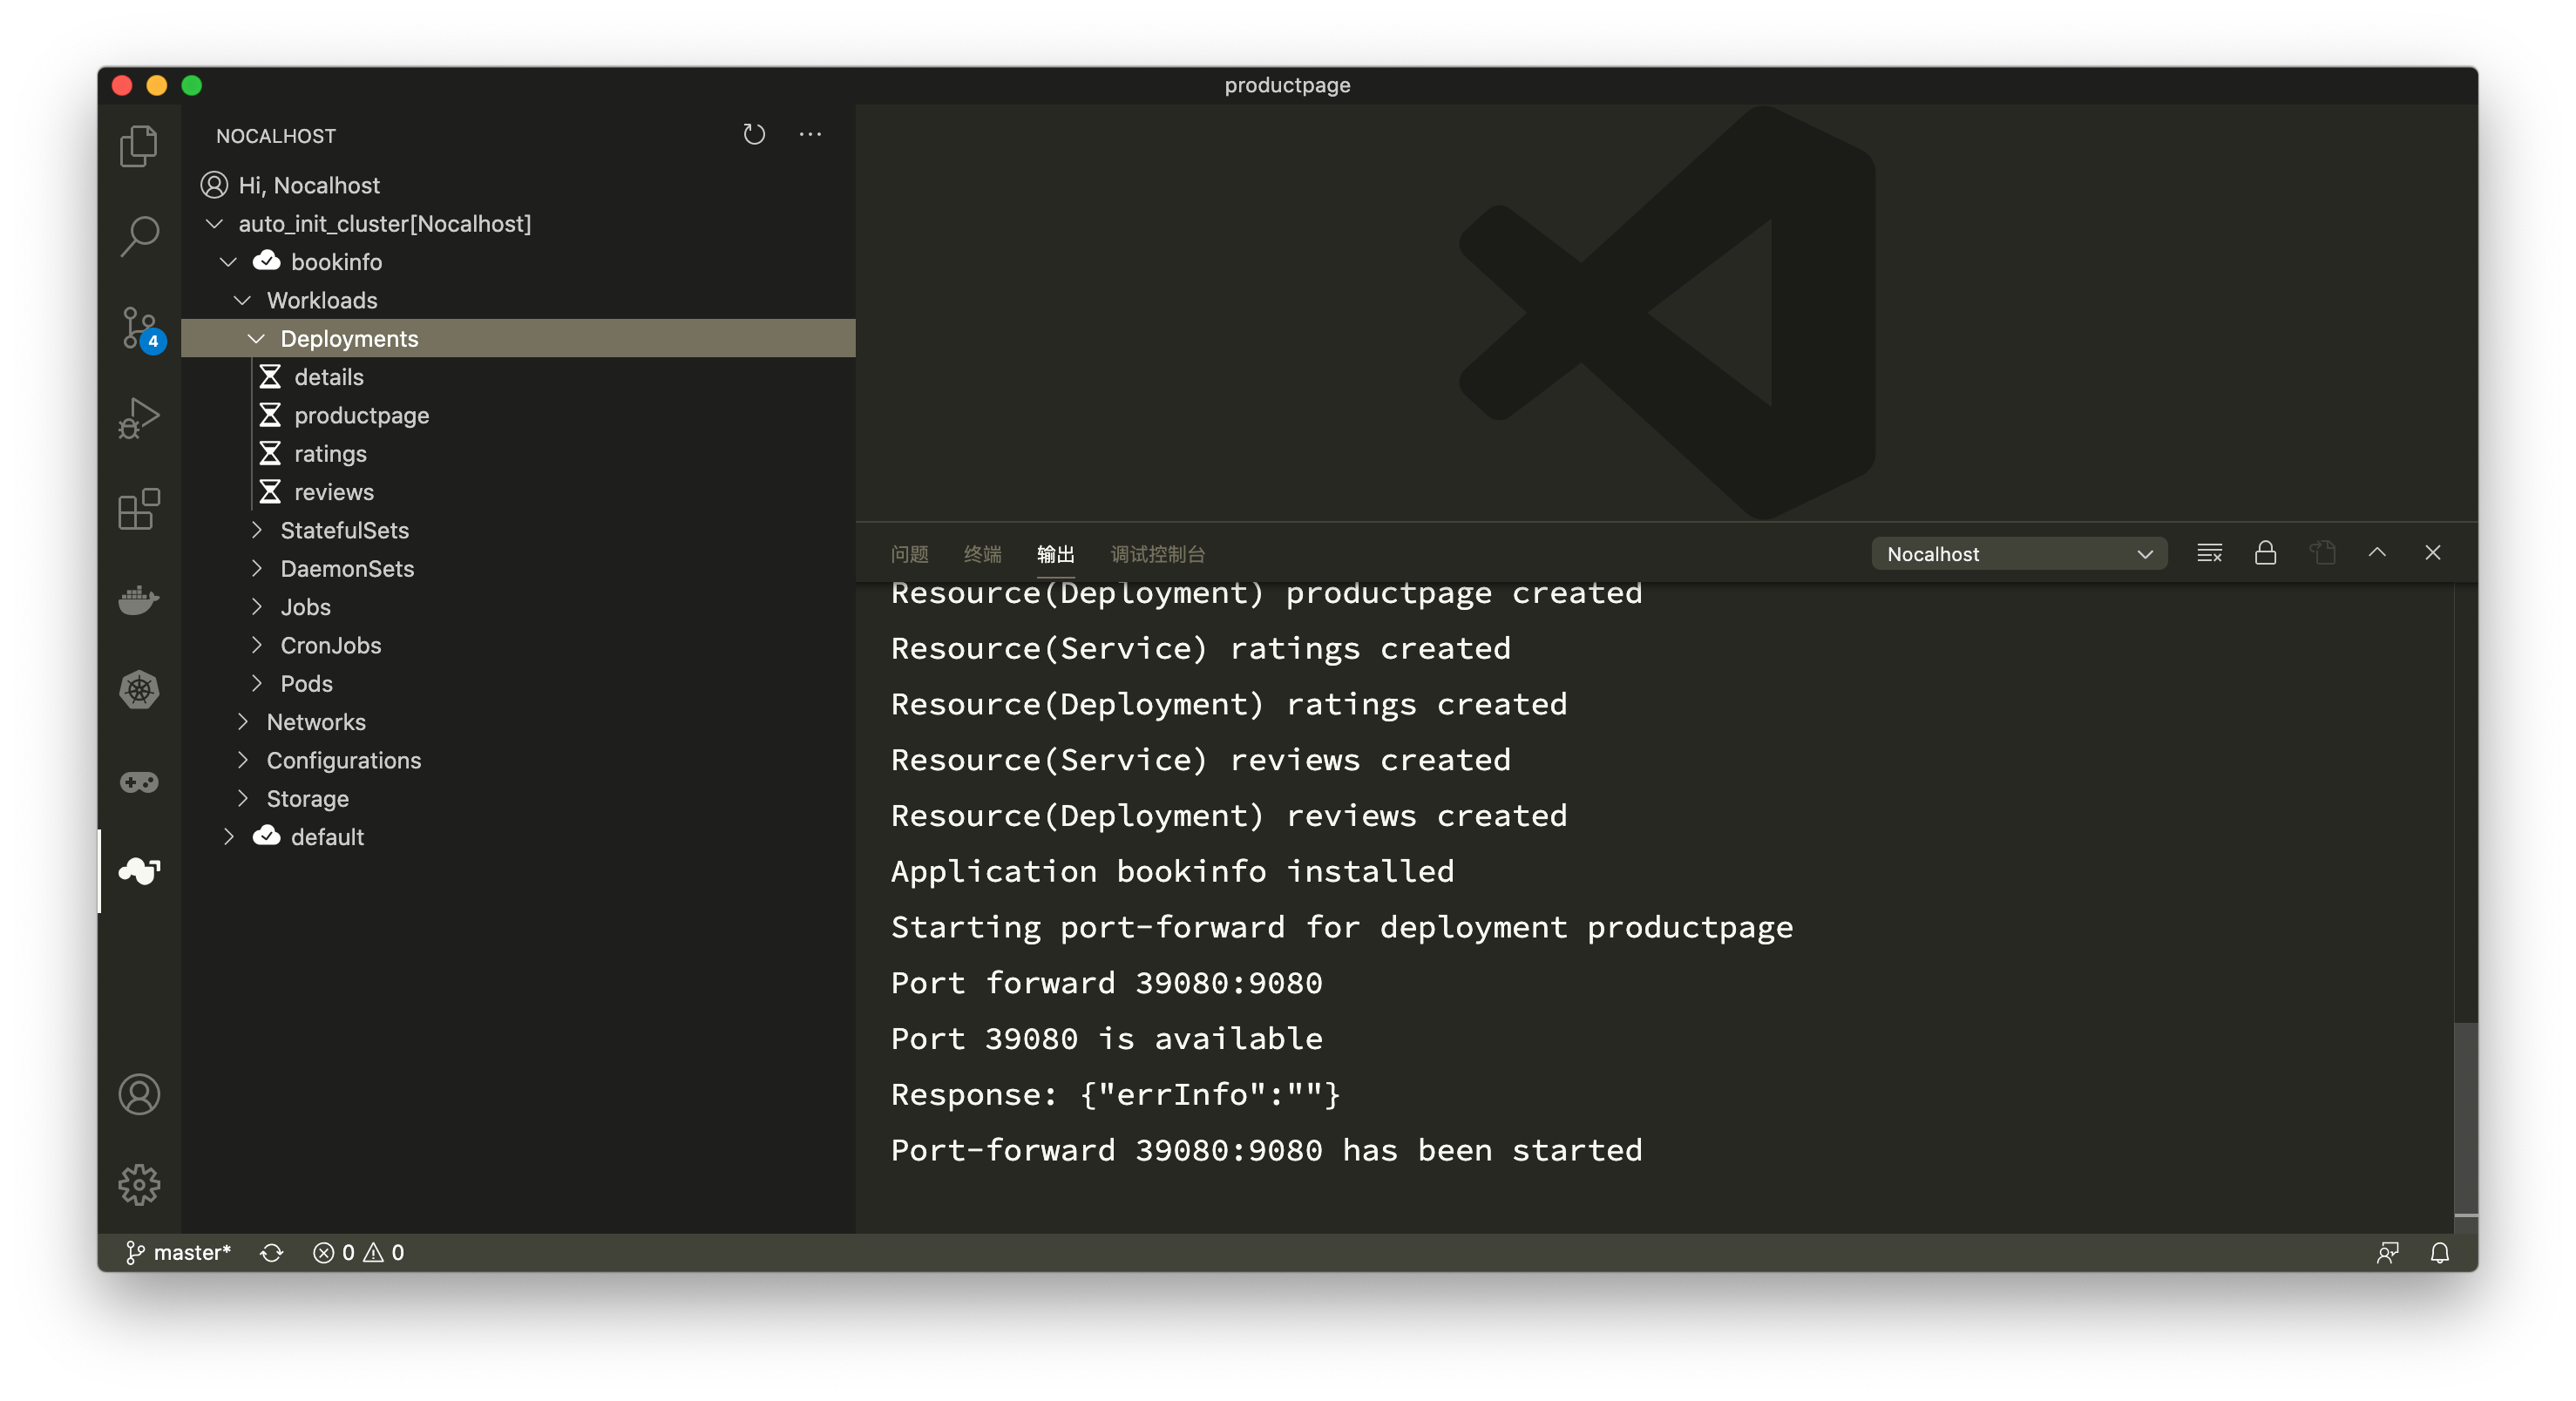 productpage
NOCALHOST
Hi, Nocalhost
auto_init_cluster[Nocalhost]
bookinfo
Workloads
Deployments
details
productpage
ratings
reviews
StatefulSets
DaemonSets
Jobs
CronJobs
Pods
Networks
Configurations
Storage
default
4
问题 终端 输出 调试控制台 Nocalhost
Resource(Deployment) productpage created
Resource(Service) ratings created
Resource(Deployment) ratings created
Resource(Service) reviews created
Resource(Deployment) reviews created
Application bookinfo installed
Starting port-forward for deployment productpage
Port forward 39080:9080
Port 39080 is available
Response: {"errInfo":""}
Port-forward 39080:9080 has been started
master* 0 0